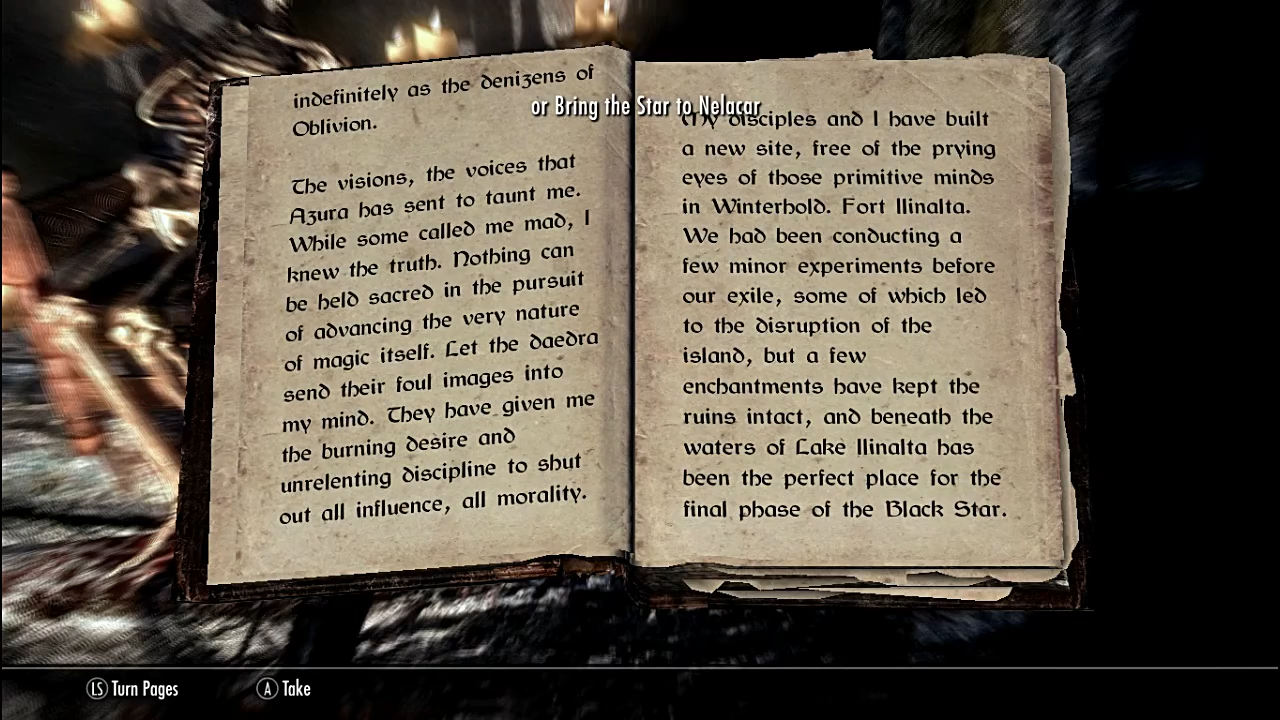 indefinitely as the denizens of
Oblivion.
The visions, the voices that
Azura has sent to taunt me.
While some called me mad, I
knew the truth. Nothing can
be held sacred in the pursuit
of advancing the very nature
of magic itself. Let the daedra
send their foul images into
my mind. They have given me
the burning desire and
unrelenting discipline to shut
out all influence, all morality.
or Bring the Star to Nelacar
My disciples and I have built
a new site, free of the prying
eyes of those primitive minds
in Winterhold. Fort Ilinalta.
We had been conducting a
few minor experiments before
our exile, some of which led
to the disruption of the
island, but a few
enchantments have kept the
ruins intact, and beneath the
waters of Lake Ilinalta has
been the perfect place for the
final phase of the Black Star.
LS Turn Pages
A Take